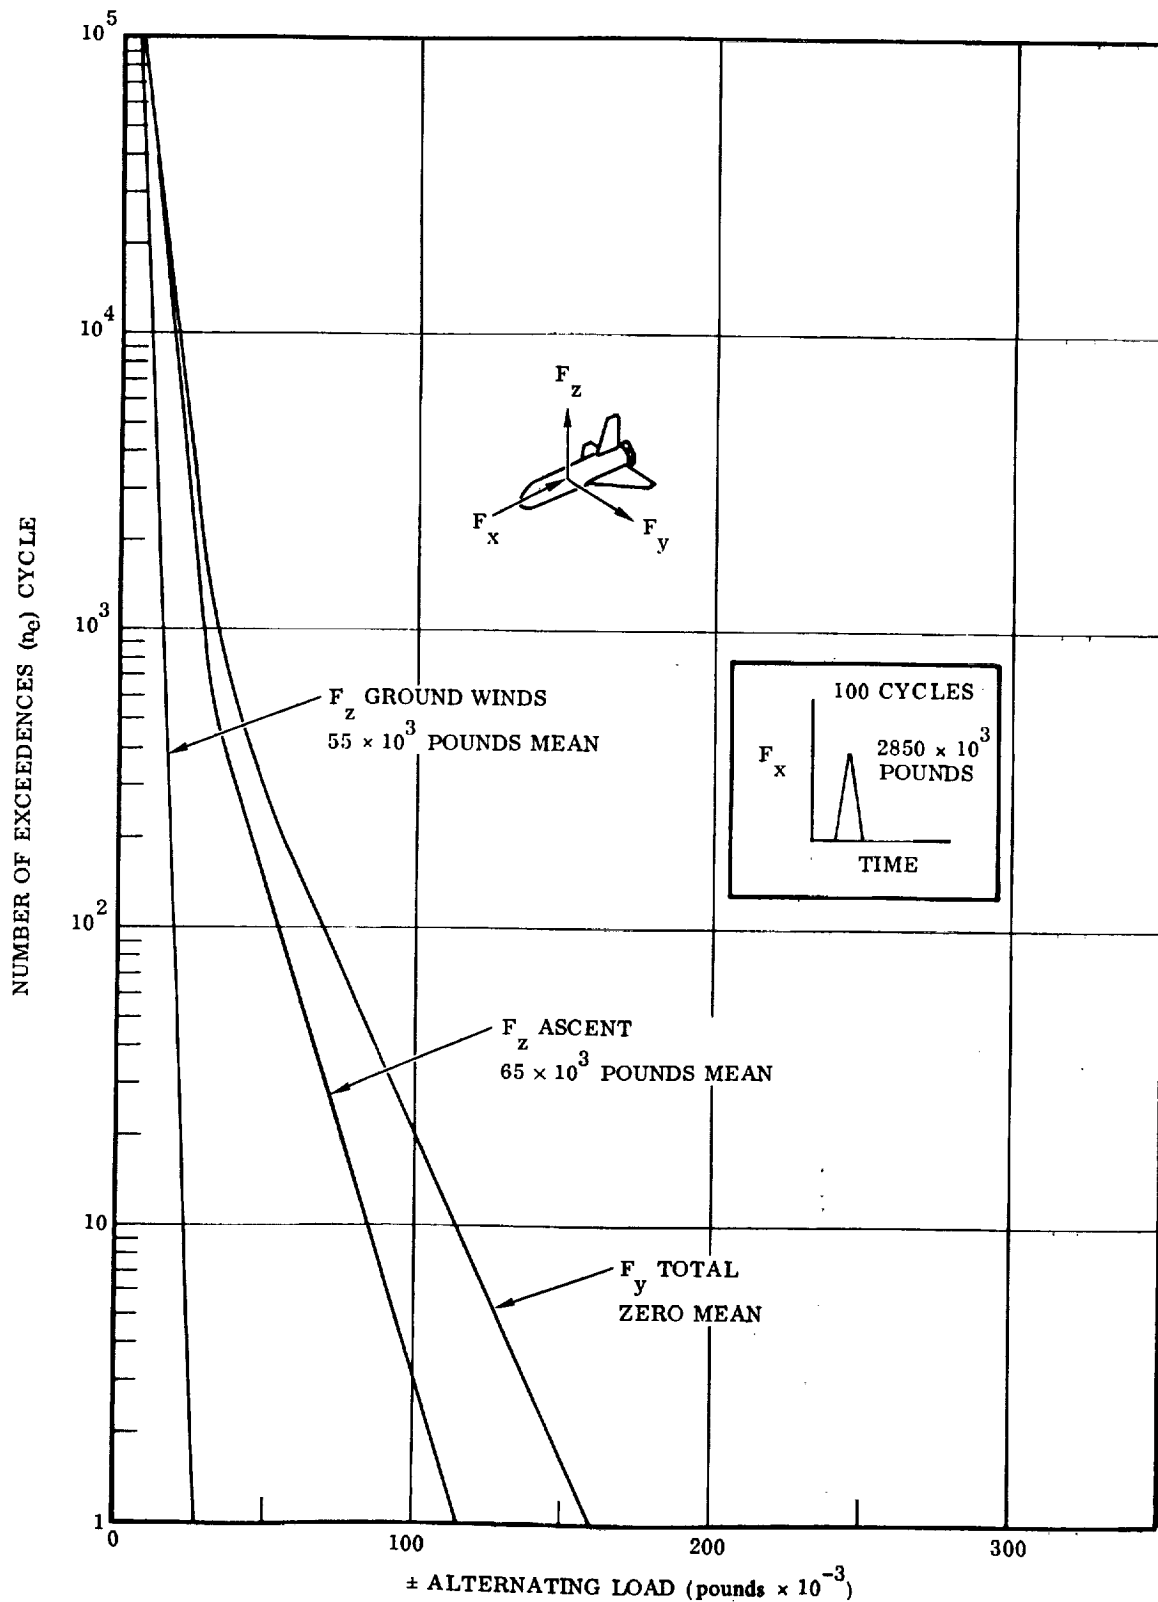 10^5
10^4
10^3
10^2
10
1
NUMBER OF EXCEEDENCES (n_e) CYCLE
F_z
F_x
F_y
F_z GROUND WINDS
55 × 10^3 POUNDS MEAN
100 CYCLES
F_x
2850 × 10^3
POUNDS
TIME
F_z ASCENT
65 × 10^3 POUNDS MEAN
F_y TOTAL
ZERO MEAN
0 100 200 300
± ALTERNATING LOAD (pounds × 10^-3)